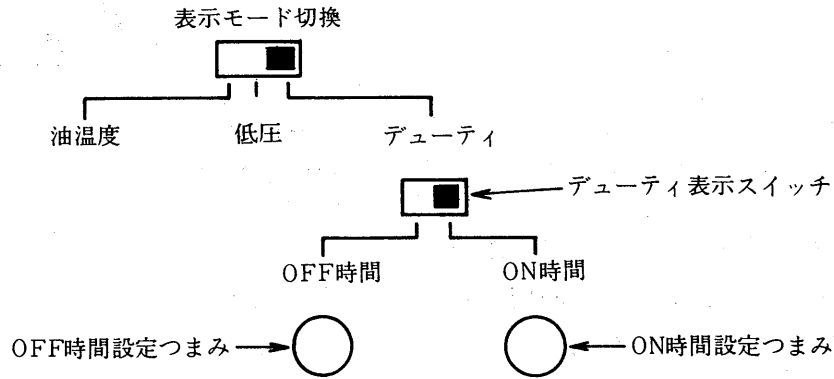 表示モード切換
油温度 低圧 デューティ
デューティ表示スイッチ
OFF時間 ON時間
OFF時間設定つまみ ON時間設定つまみ